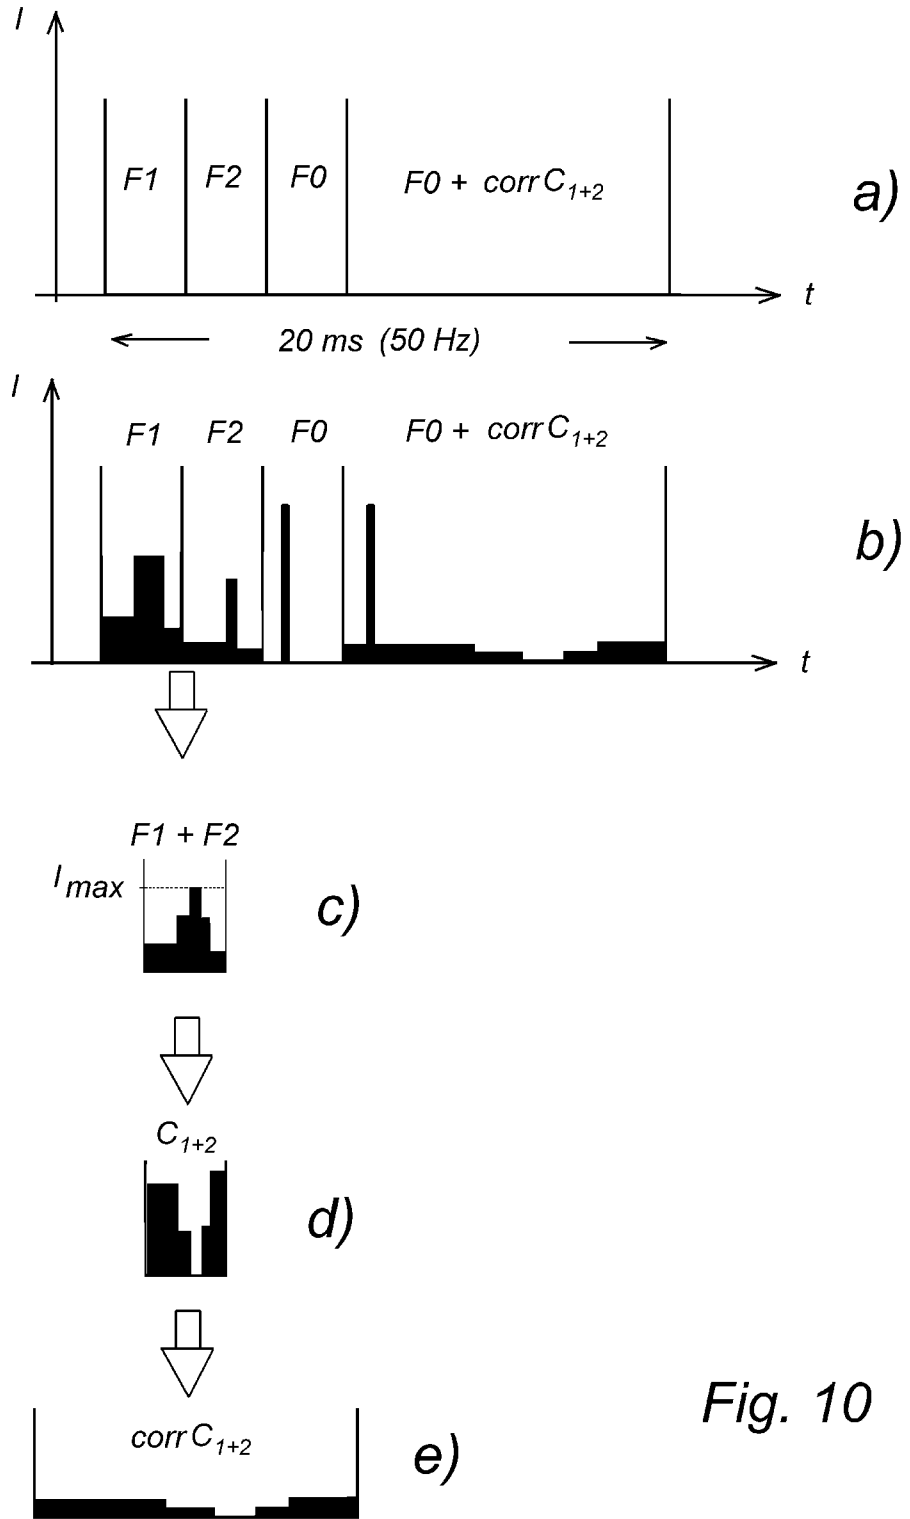 I
F1 F2 F0 F0 + corr C1+2
a)
t
20 ms (50 Hz)
I
F1 F2 F0 F0 + corr C1+2
b)
t
F1 + F2
I max
c)
C1+2
d)
Fig. 10
corr C1+2
e)